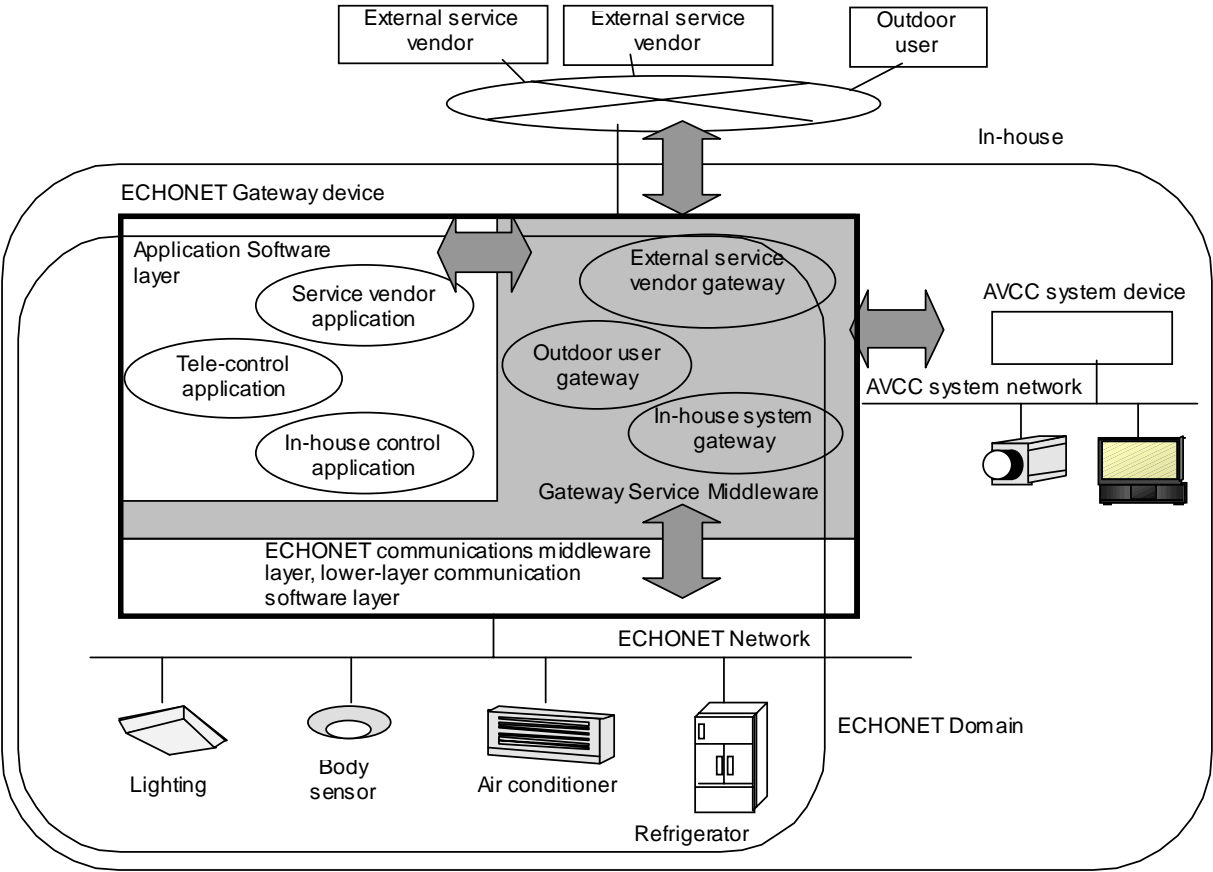 External service
vendor
External service
vendor
Outdoor
user
In-house
ECHONET Gateway device
Application Software
layer
Service vendor
application
Tele-control
application
In-house control
application
External service
vendor gateway
Outdoor user
gateway
In-house system
gateway
Gateway Service Middleware
AVCC system device
AVCC system network
ECHONET communications middleware
layer, lower-layer communication
software layer
ECHONET Network
ECHONET Domain
Lighting
Body
sensor
Air conditioner
Refrigerator